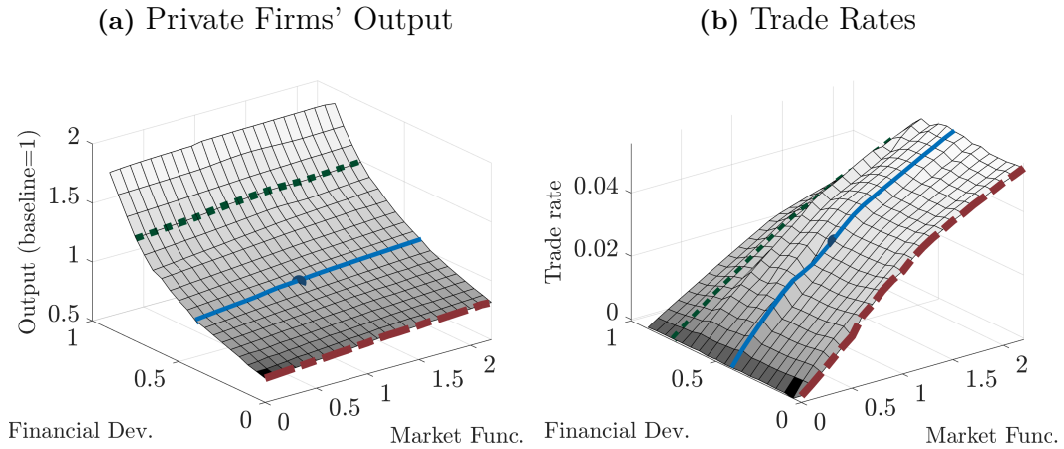 (a) Private Firms' Output
Output (baseline=1)
2
1.5
1
0.5
1
0.5
0
0
0.5
1
1.5
2
Financial Dev.
Market Func.
(b) Trade Rates
Trade rate
0.04
0.02
0
1
0.5
0
0
0.5
1
1.5
2
Financial Dev.
Market Func.